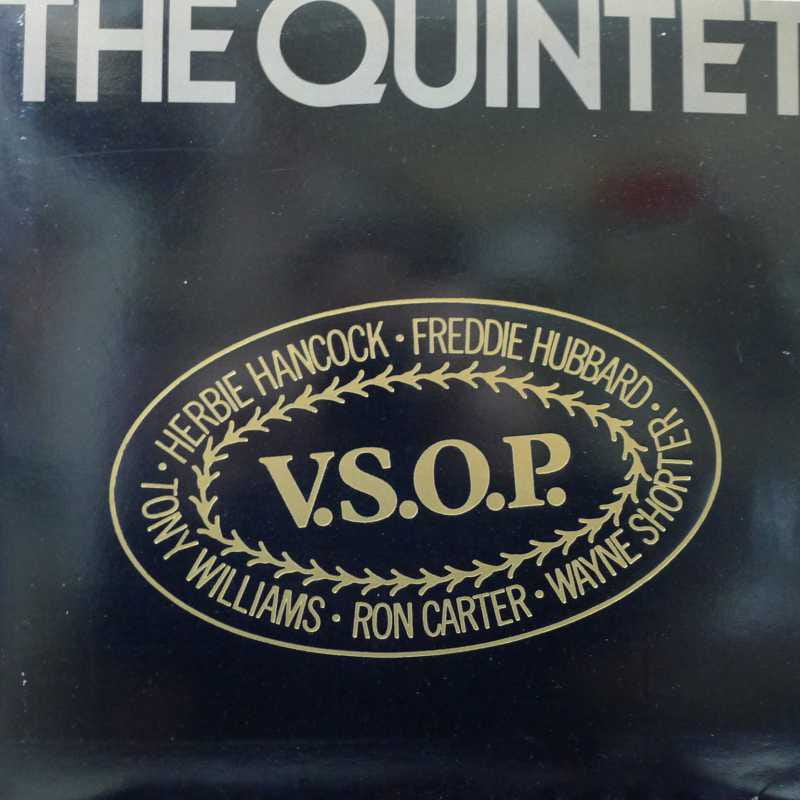 THE QUINTET
HERBIE HANCOCK · FREDDIE HUBBARD ·
WAYNE SHORTER ·
V.S.O.P.
TONY WILLIAMS · RON CARTER ·